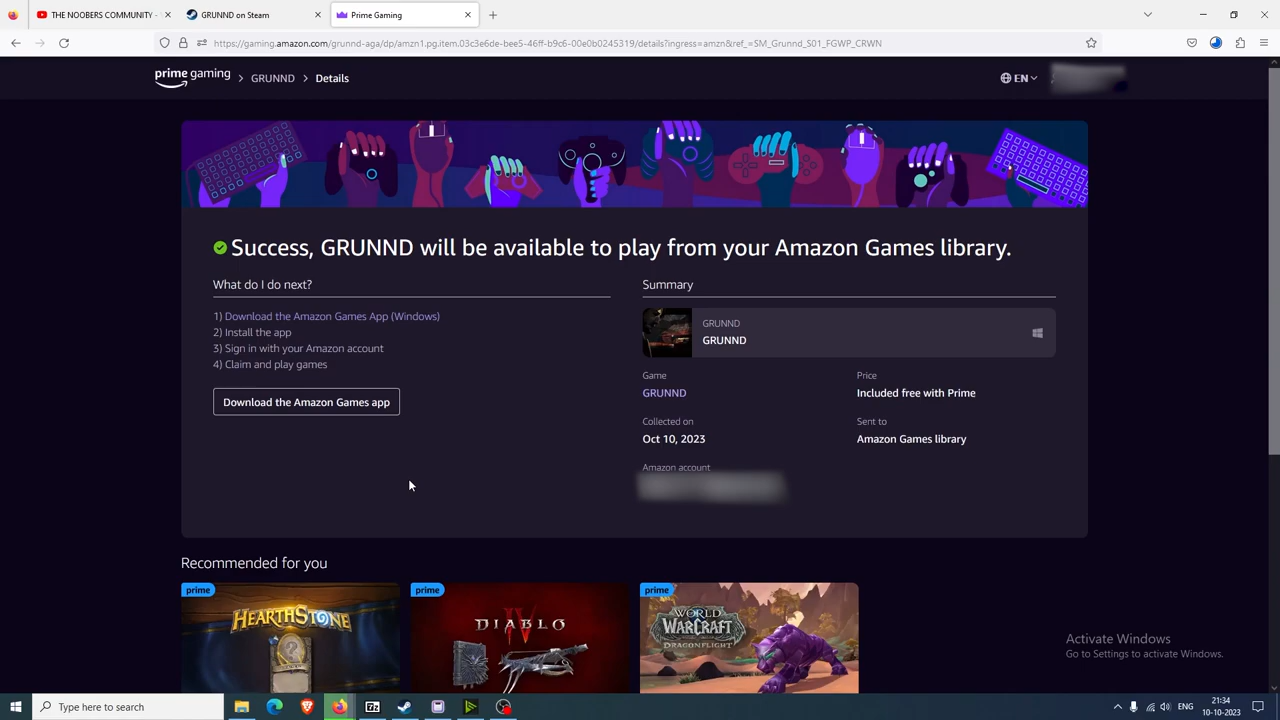 THE NOOBERS COMMUNITY -
GRUNND on Steam
Prime Gaming
https://gaming.amazon.com/grunnd-aga/dp/amzn1.pg.item.03c3e6de-bee5-46ff-b9d6-00e0b0245319/details?ingress=amzn&ref_=SM_Grunnd_S01_FGWP_CRWN
prime gaming > GRUNND > Details
EN
Success, GRUNND will be available to play from your Amazon Games library.
What do I do next?
1) Download the Amazon Games App (Windows)
2) Install the app
3) Sign in with your Amazon account
4) Claim and play games
Download the Amazon Games app
Summary
GRUNND
GRUNND
Game
GRUNND
Price
Included free with Prime
Collected on
Oct 10, 2023
Sent to
Amazon Games library
Amazon account
Recommended for you
prime
HEARTHSTONE
prime
DIABLO
IV
prime
WORLD
WARCRAFT
DRAGONFLIGHT
Activate Windows
Go to Settings to activate Windows.
Type here to search
ENG
21:34
10-10-2023